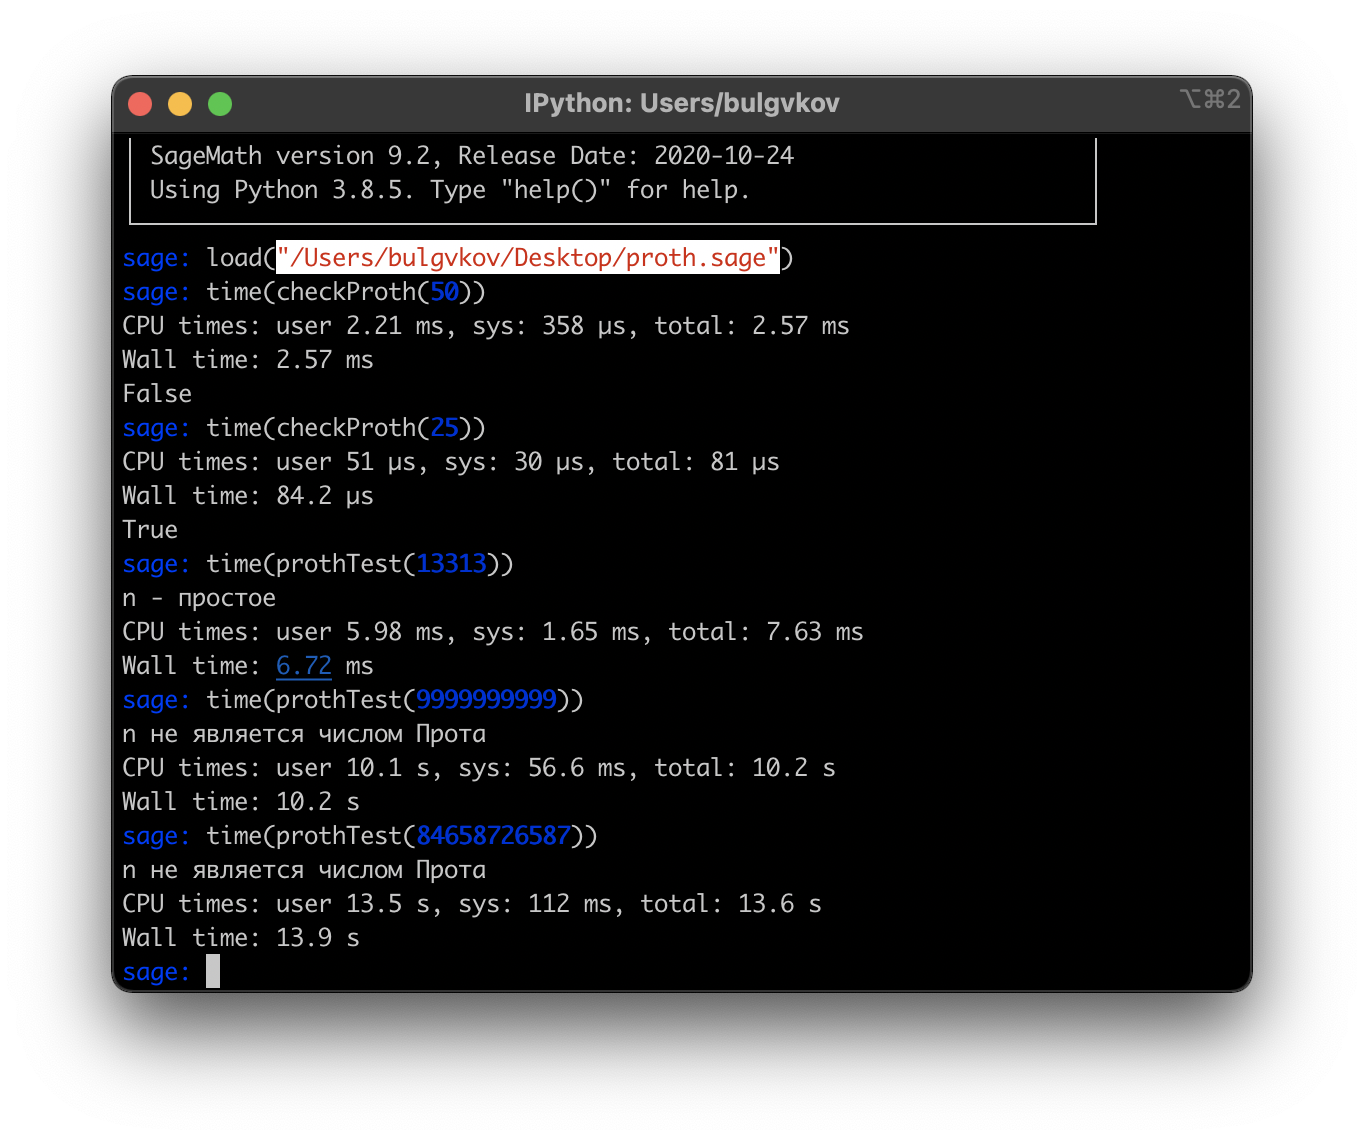 IPython: Users/bulgvkov
⌥⌘2
SageMath version 9.2, Release Date: 2020-10-24
Using Python 3.8.5. Type "help()" for help.
sage: load("/Users/bulgvkov/Desktop/proth.sage")
sage: time(checkProth(50))
CPU times: user 2.21 ms, sys: 358 µs, total: 2.57 ms
Wall time: 2.57 ms
False
sage: time(checkProth(25))
CPU times: user 51 µs, sys: 30 µs, total: 81 µs
Wall time: 84.2 µs
True
sage: time(prothTest(13313))
n - простое
CPU times: user 5.98 ms, sys: 1.65 ms, total: 7.63 ms
Wall time: 6.72 ms
sage: time(prothTest(9999999999))
n не является числом Прота
CPU times: user 10.1 s, sys: 56.6 ms, total: 10.2 s
Wall time: 10.2 s
sage: time(prothTest(84658726587))
n не является числом Прота
CPU times: user 13.5 s, sys: 112 ms, total: 13.6 s
Wall time: 13.9 s
sage: